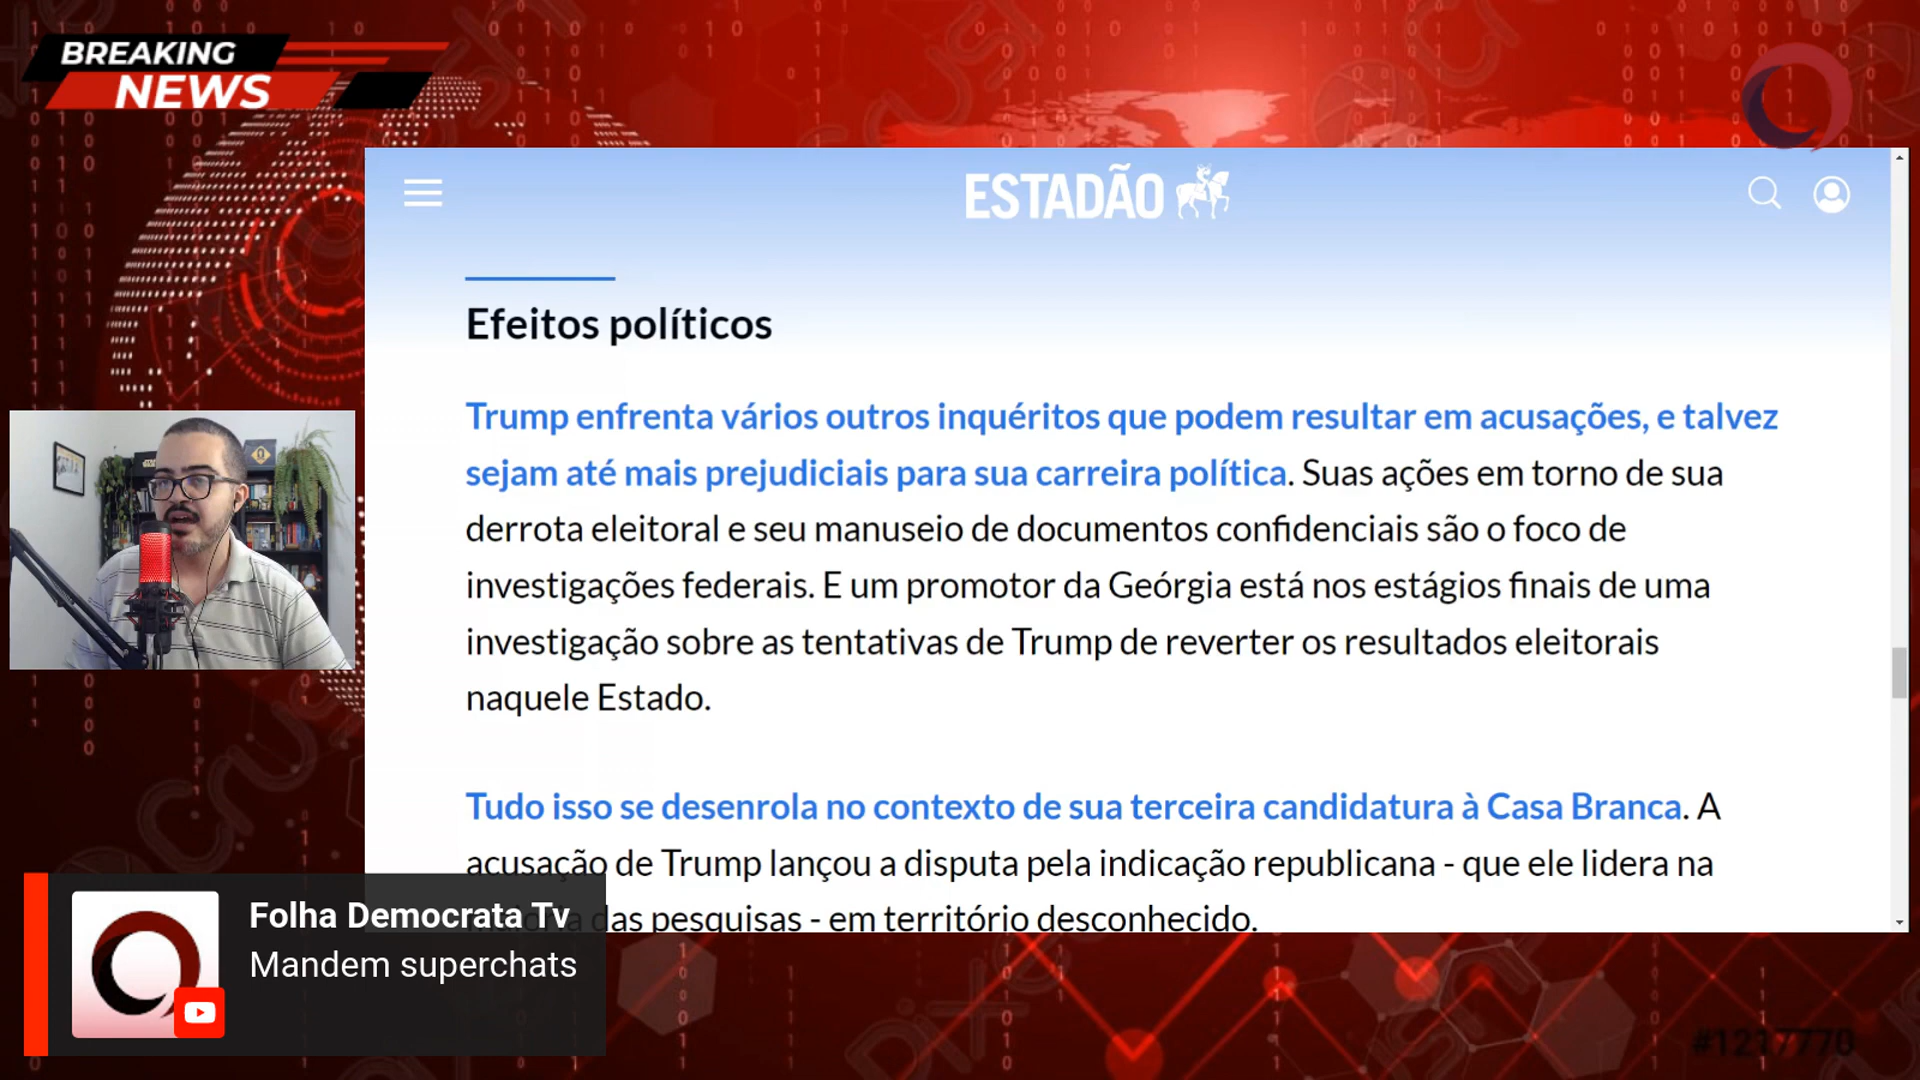 BREAKING
NEWS
ESTADÃO
Efeitos políticos
Trump enfrenta vários outros inquéritos que podem resultar em acusações, e talvez
sejam até mais prejudiciais para sua carreira política. Suas ações em torno de sua
derrota eleitoral e seu manuseio de documentos confidenciais são o foco de
investigações federais. E um promotor da Geórgia está nos estágios finais de uma
investigação sobre as tentativas de Trump de reverter os resultados eleitorais
naquele Estado.
Tudo isso se desenrola no contexto de sua terceira candidatura à Casa Branca. A
acusação de Trump lançou a disputa pela indicação republicana - que ele lidera na
maioria das pesquisas - em território desconhecido.
Folha Democrata Tv
Mandem superchats
#1217770